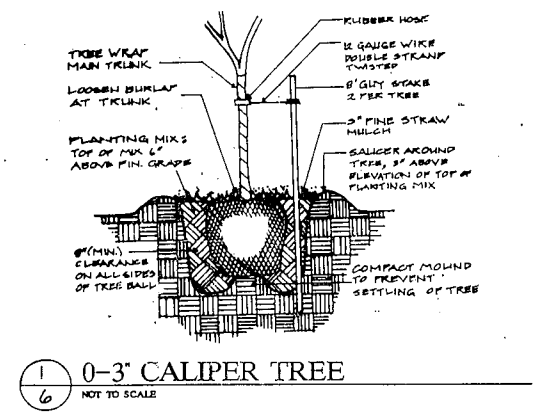 RUBBER HOSE
12 GAUGE WIRE
DOUBLE STRAND
TWISTED
8' GUY STAKE
2 PER TREE
3" PINE STRAW
MULCH
SAUCER AROUND
TREE, 3" ABOVE
ELEVATION OF TOP OF
PLANTING MIX
COMPACT MOUND
TO PREVENT
SETTLING OF TREE
TREE WRAP
MAIN TRUNK
LOOSEN BURLAP
AT TRUNK
PLANTING MIX:
TOP OF MIX 6"
ABOVE FIN. GRADE
8" (MIN.)
CLEARANCE
ON ALL SIDES
OF TREE BALL
1
6
0-3" CALIPER TREE
NOT TO SCALE